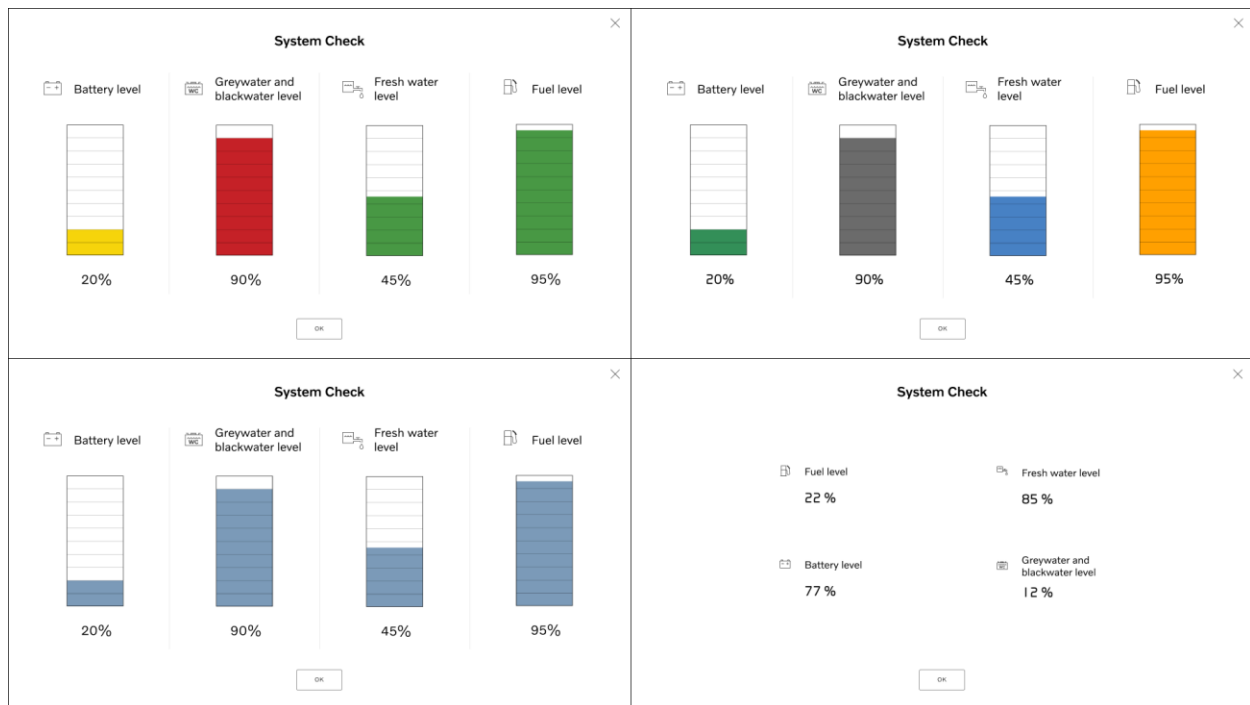 System Check
Battery level
Greywater and
blackwater level
Fresh water
level
Fuel level
WC
20%
90%
45%
95%
OK
System Check
Battery level
Greywater and
blackwater level
Fresh water
level
Fuel level
WC
20%
90%
45%
95%
OK
System Check
Battery level
Greywater and
blackwater level
Fresh water
level
Fuel level
WC
20%
90%
45%
95%
OK
System Check
Fuel level
22 %
Fresh water level
85 %
Battery level
77 %
Greywater and
blackwater level
12 %
OK